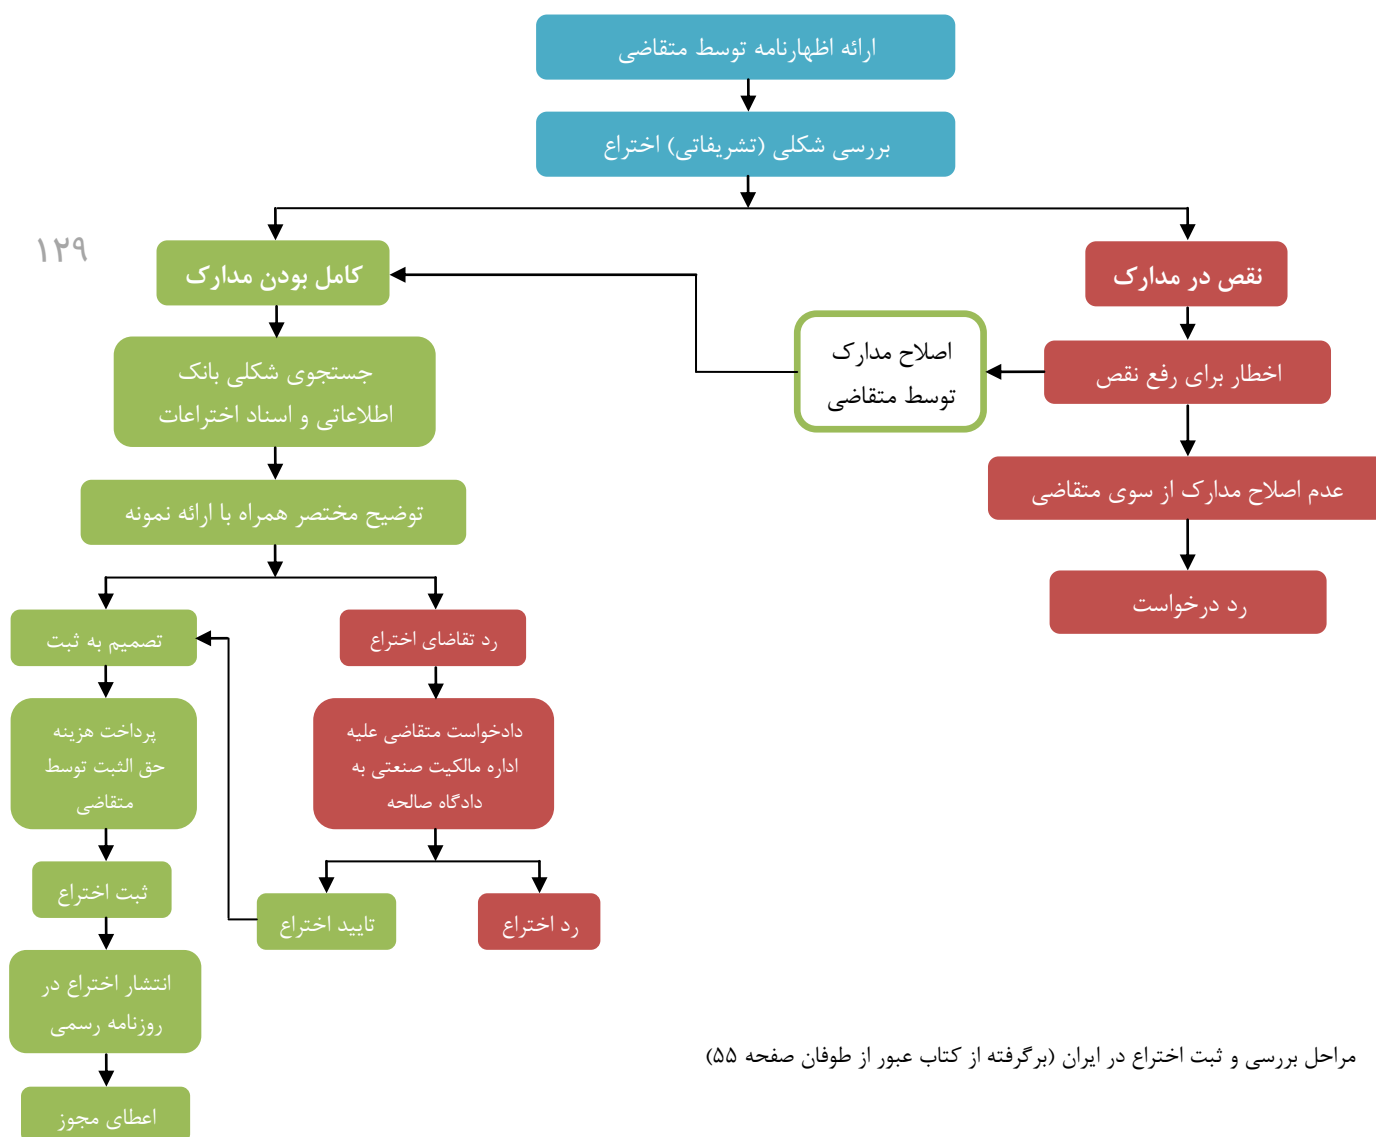 ارائه اظهارنامه توسط متقاضی
بررسی شکلی (تشریفاتی) اختراع
۱۲۹
نقص در مدارک
کامل بودن مدارک
اخطار برای رفع نقص
اصلاح مدارک
توسط متقاضی
جستجوی شکلی بانک
اطلاعاتی و اسناد اختراعات
عدم اصلاح مدارک از سوی متقاضی
توضیح مختصر همراه با ارائه نمونه
رد درخواست
رد تقاضای اختراع
تصمیم به ثبت
دادخواست متقاضی علیه
اداره مالکیت صنعتی به
دادگاه صالحه
پرداخت هزینه
حق الثبت توسط
متقاضی
رد اختراع
تایید اختراع
ثبت اختراع
انتشار اختراع در
روزنامه رسمی
اعطای مجوز
مراحل بررسی و ثبت اختراع در ایران (برگرفته از کتاب عبور از طوفان صفحه ۵۵)